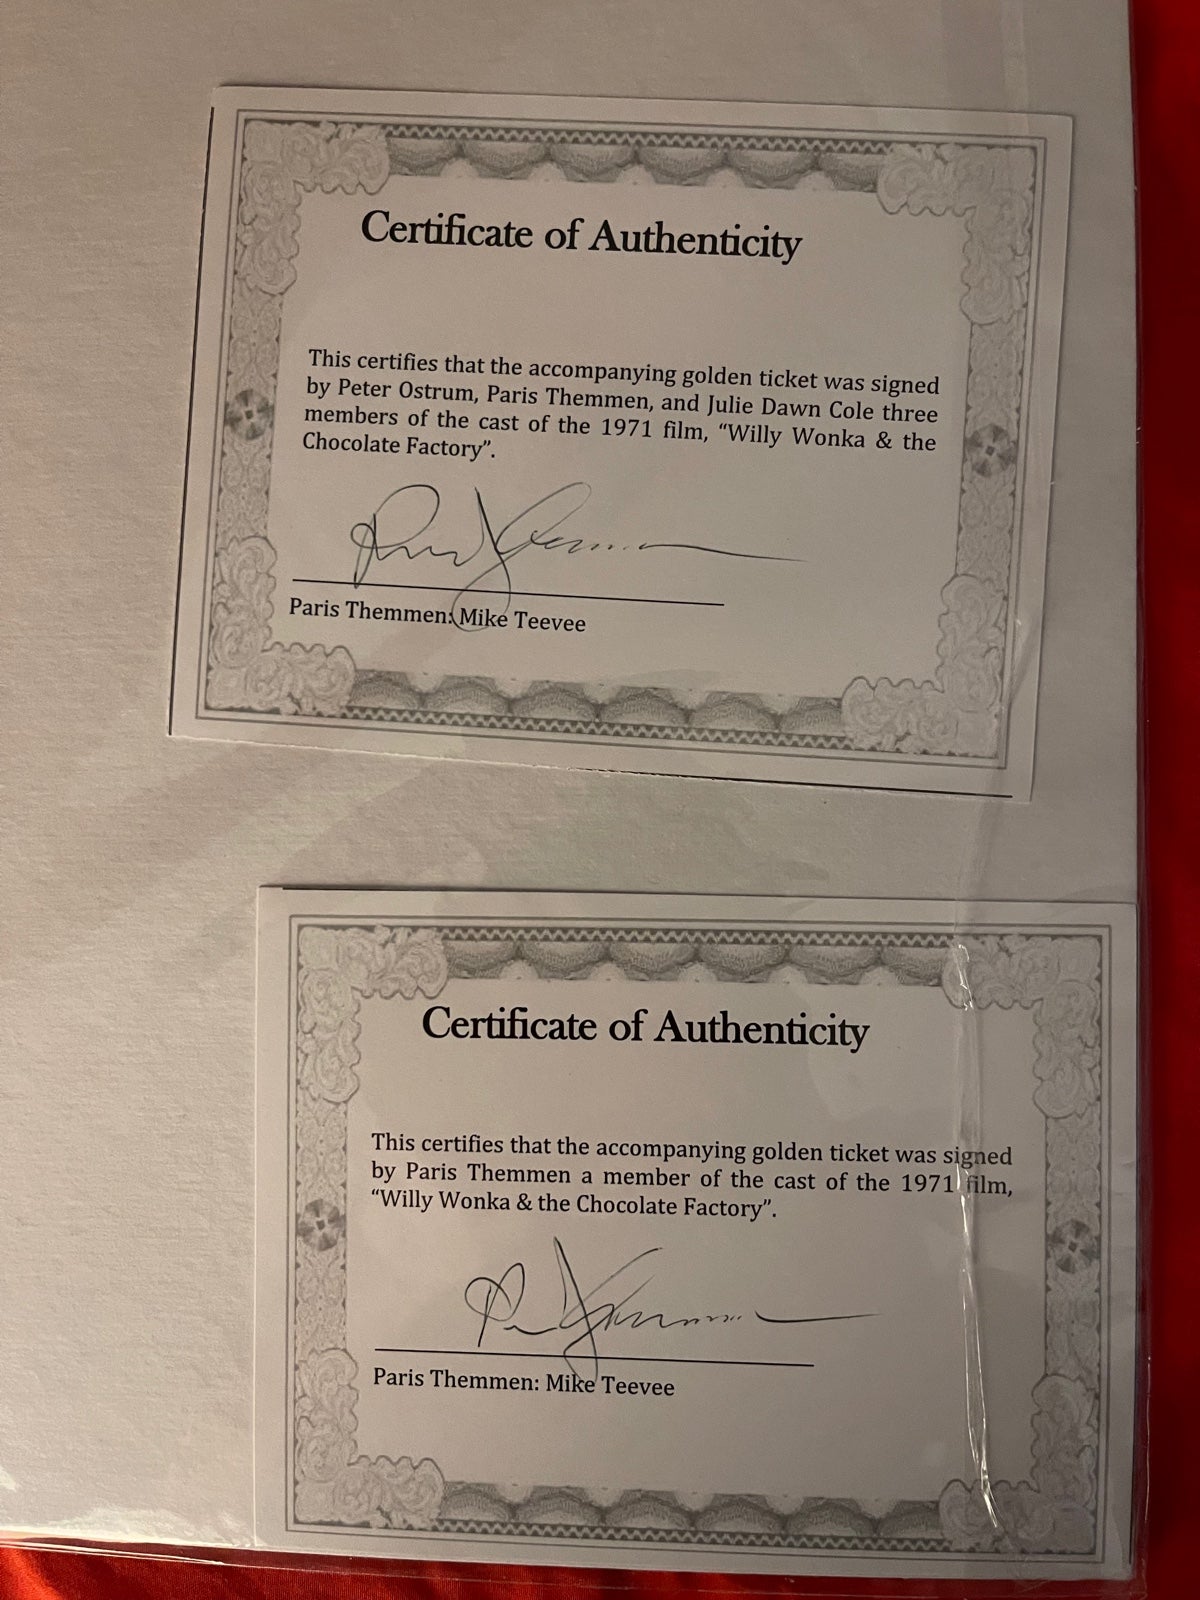 Certificate of Authenticity
This certifies that the accompanying golden ticket was signed
by Peter Ostrum, Paris Themmen, and Julie Dawn Cole three
members of the cast of the 1971 film, “Willy Wonka & the
Chocolate Factory”.
Paris Themmen: Mike Teevee
Certificate of Authenticity
This certifies that the accompanying golden ticket was signed
by Paris Themmen a member of the cast of the 1971 film,
“Willy Wonka & the Chocolate Factory”.
Paris Themmen: Mike Teevee